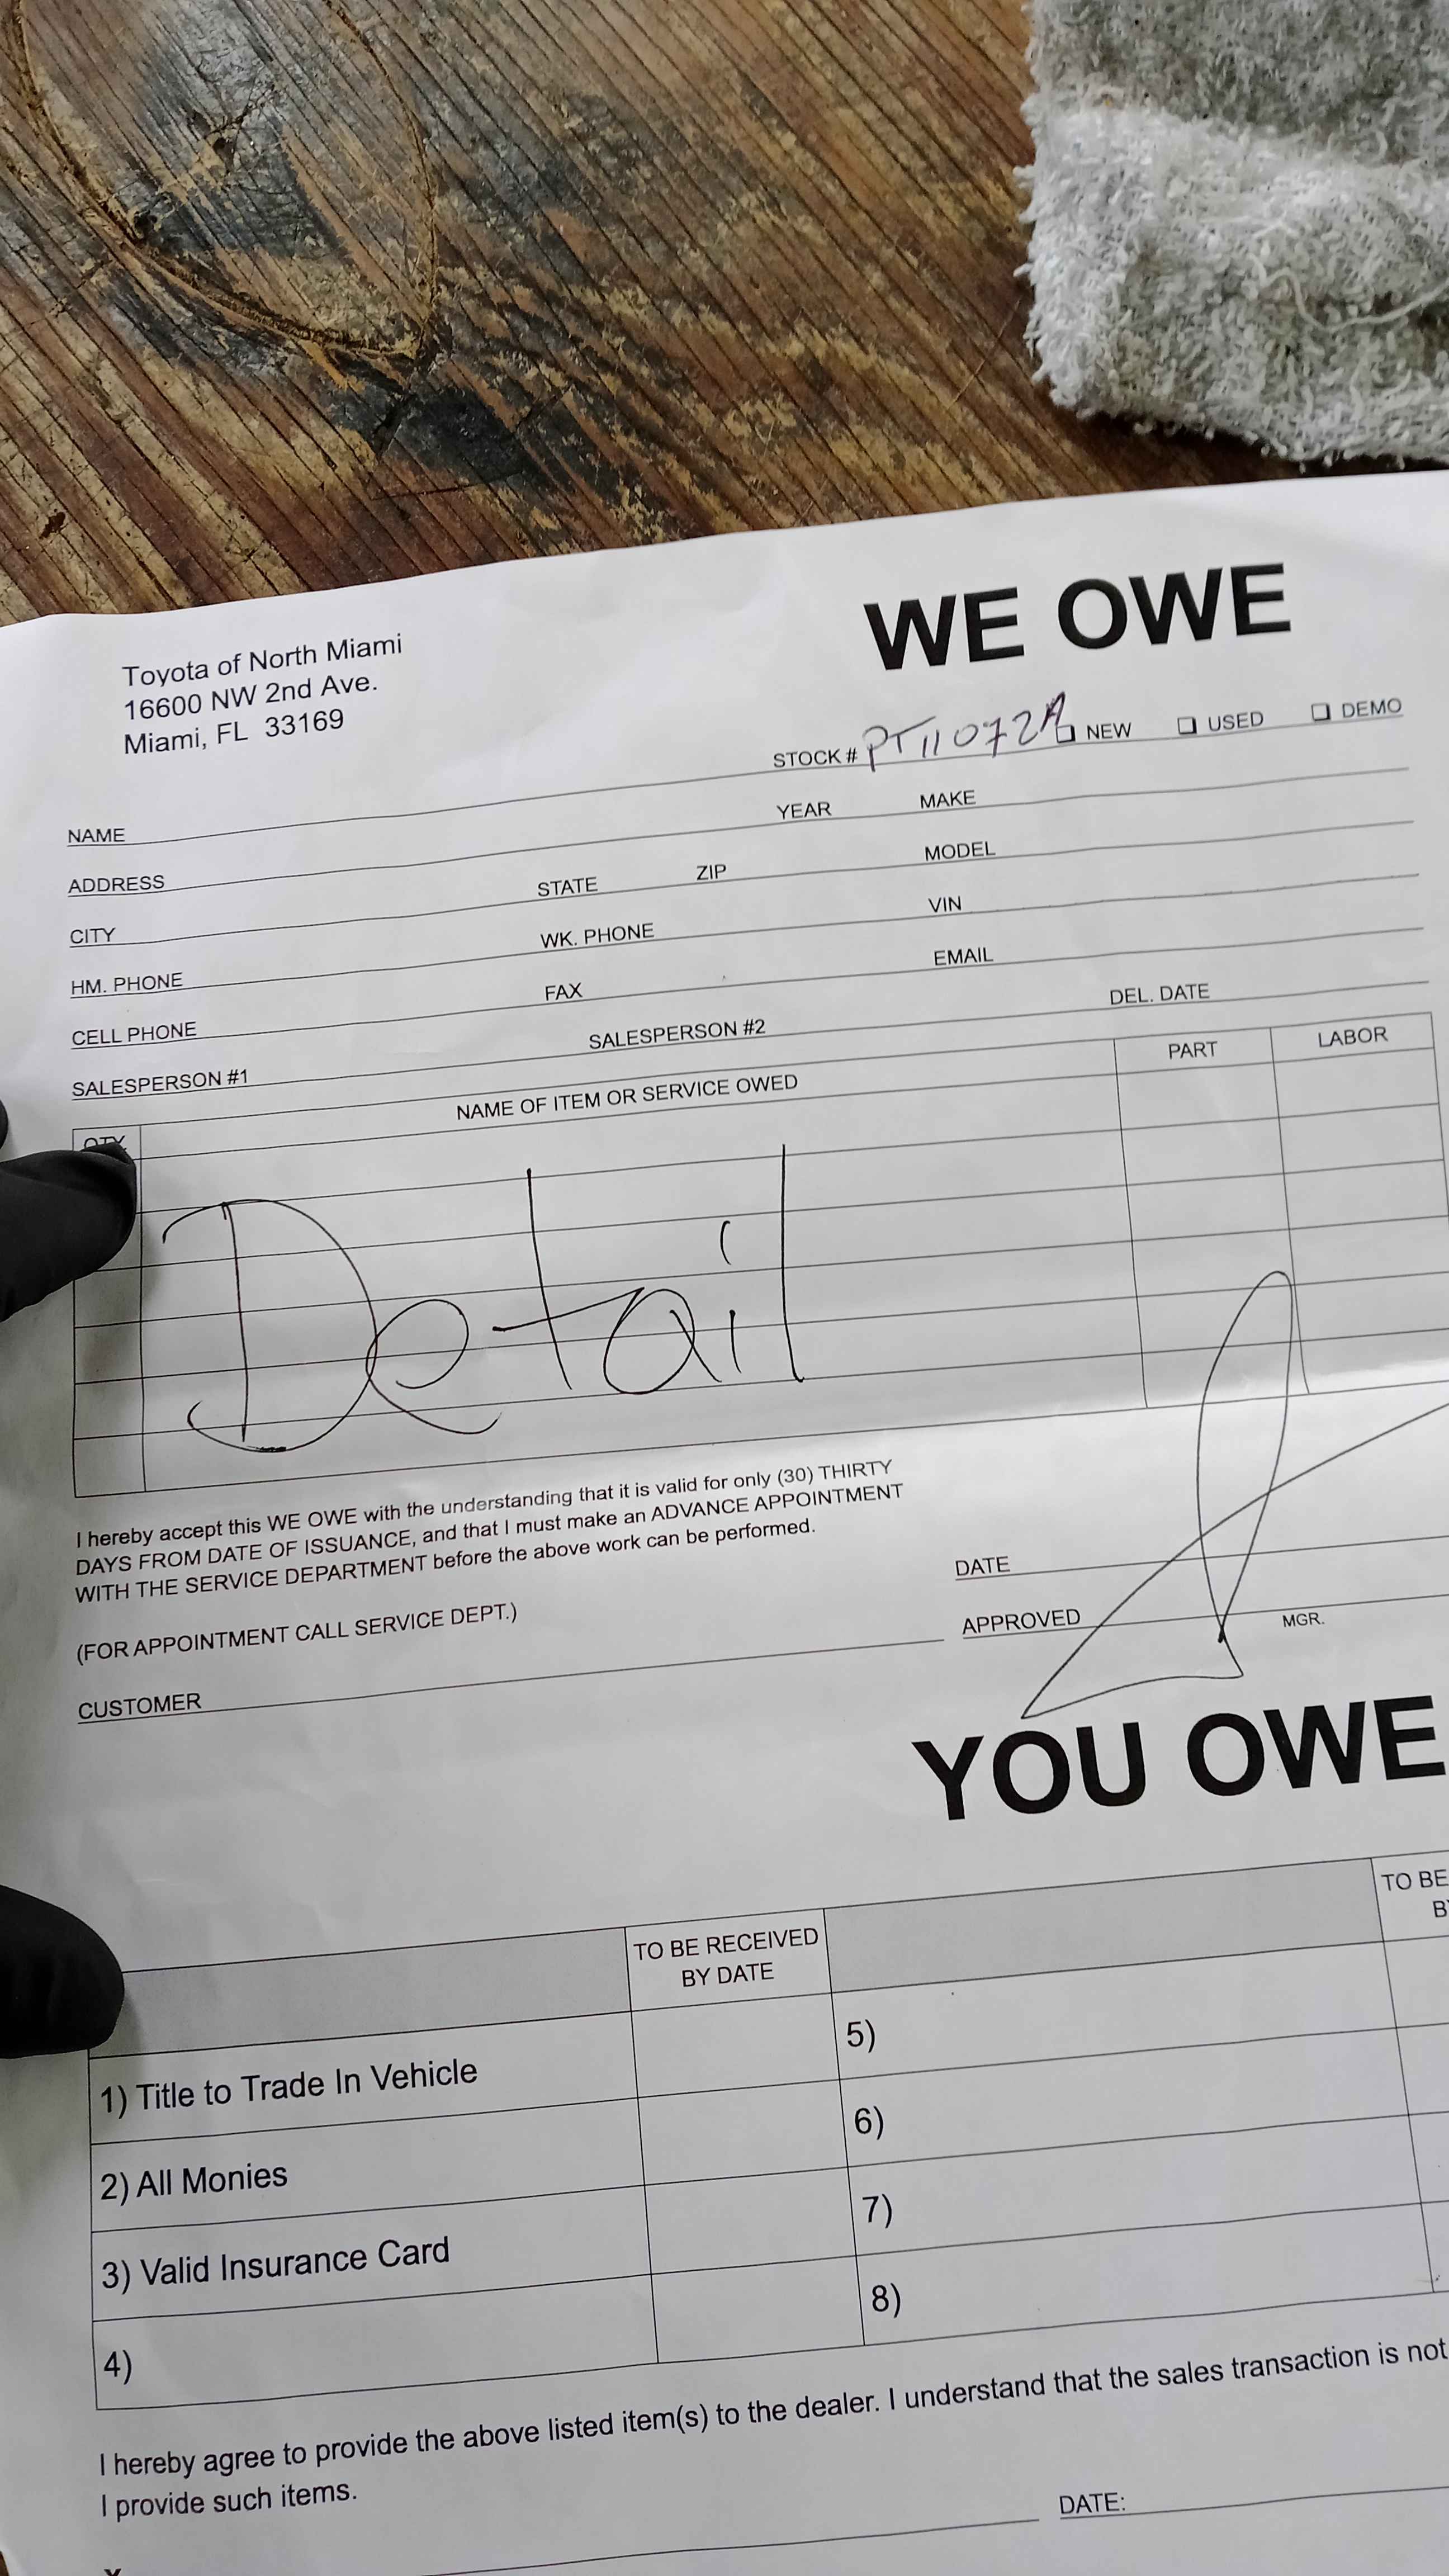 Toyota of North Miami
16600 NW 2nd Ave.
Miami, FL 33169
WE OWE
STOCK # PT11072A NEW USED DEMO
NAME
YEAR MAKE
ADDRESS
STATE ZIP MODEL
CITY
WK. PHONE VIN
HM. PHONE
FAX EMAIL
CELL PHONE
SALESPERSON #1 SALESPERSON #2 DEL. DATE
QTY NAME OF ITEM OR SERVICE OWED PART LABOR
Detail
I hereby accept this WE OWE with the understanding that it is valid for only (30) THIRTY
DAYS FROM DATE OF ISSUANCE, and that I must make an ADVANCE APPOINTMENT
WITH THE SERVICE DEPARTMENT before the above work can be performed.
(FOR APPOINTMENT CALL SERVICE DEPT.)
DATE
APPROVED MGR.
CUSTOMER
YOU OWE
TO BE RECEIVED
BY DATE
TO BE
1) Title to Trade In Vehicle
2) All Monies
3) Valid Insurance Card
4)
5)
6)
7)
8)
I hereby agree to provide the above listed item(s) to the dealer. I understand that the sales transaction is not
I provide such items.
DATE: